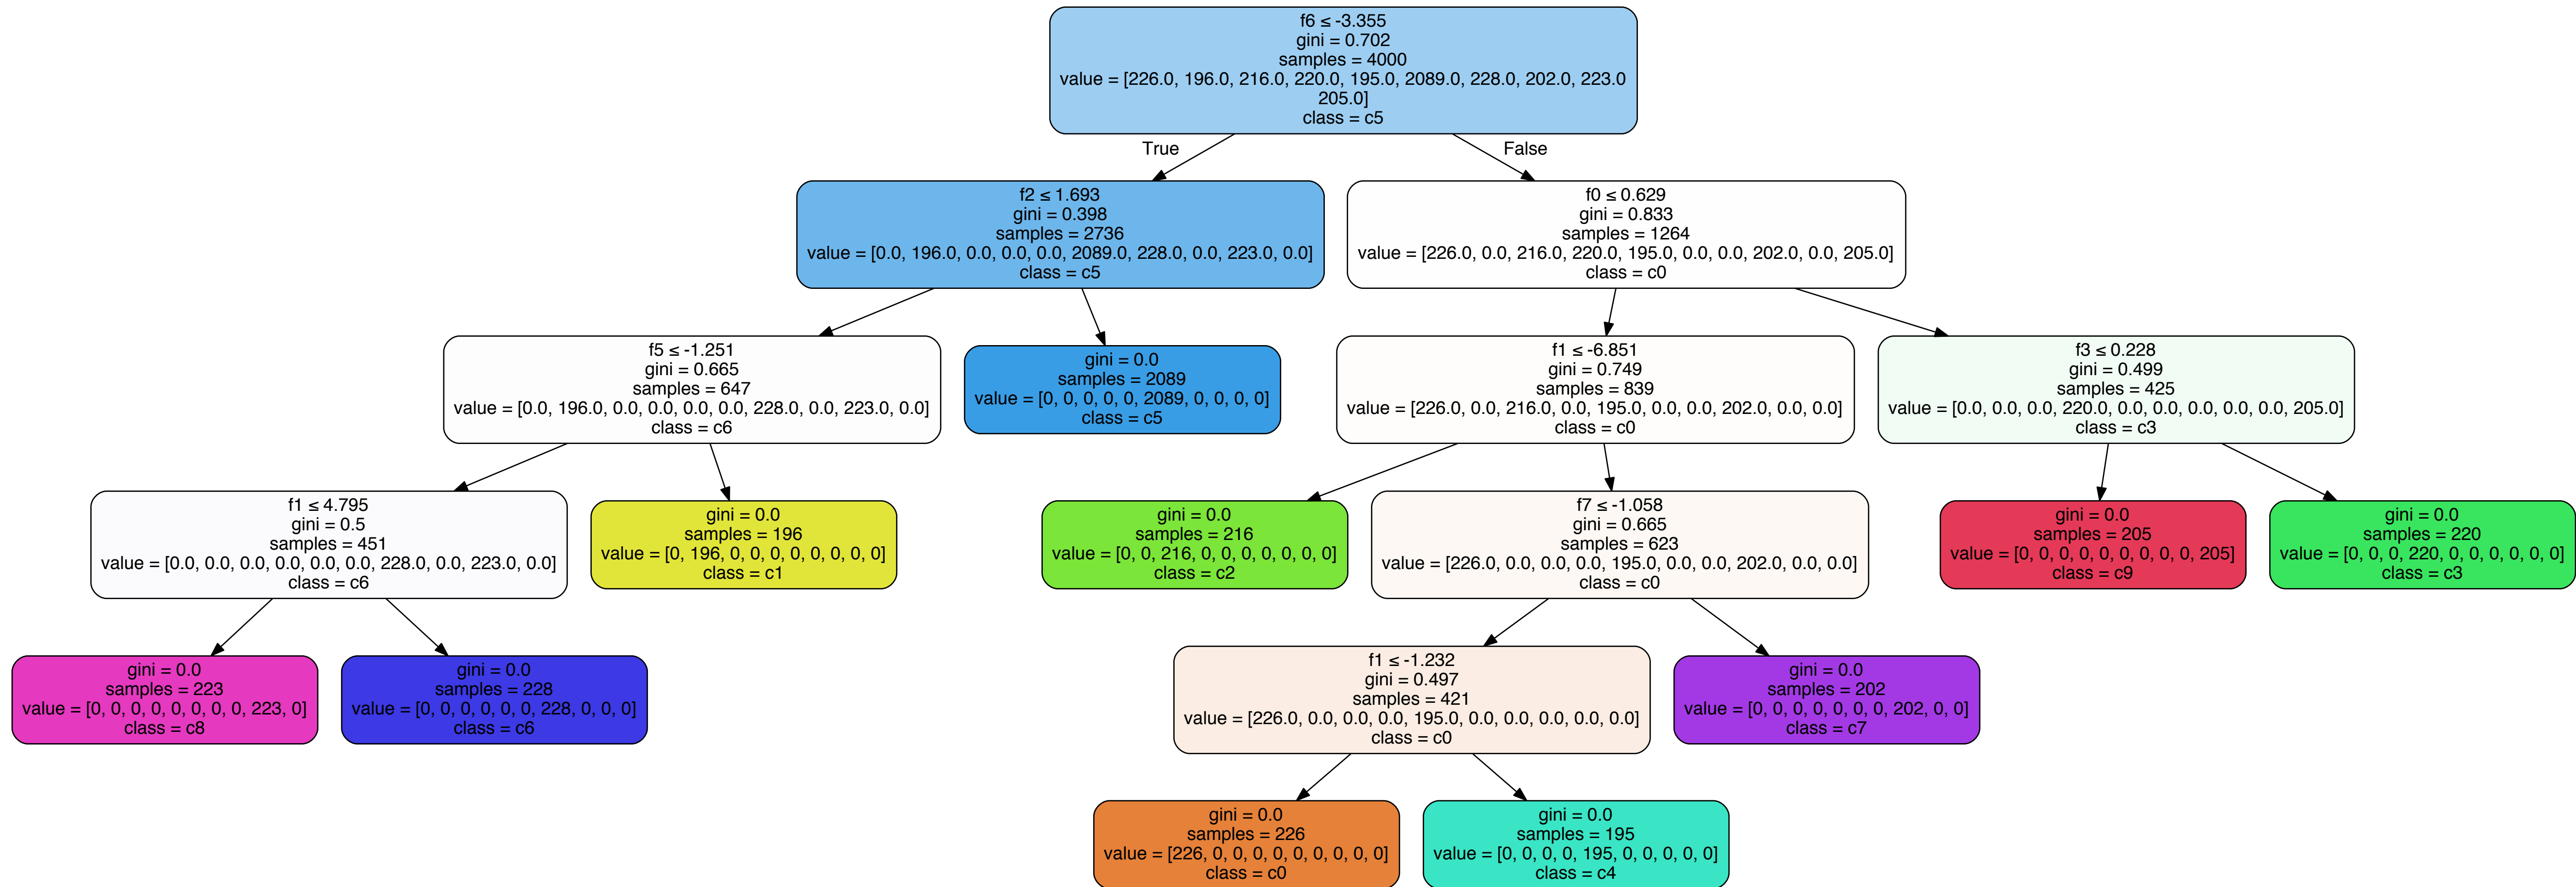 f6 ≤ -3.355
gini = 0.702
samples = 4000
value = [226.0, 196.0, 216.0, 220.0, 195.0, 2089.0, 228.0, 202.0, 223.0
205.0]
class = c5
True
False
f2 ≤ 1.693
gini = 0.398
samples = 2736
value = [0.0, 196.0, 0.0, 0.0, 0.0, 2089.0, 228.0, 0.0, 223.0, 0.0]
class = c5
f0 ≤ 0.629
gini = 0.833
samples = 1264
value = [226.0, 0.0, 216.0, 220.0, 195.0, 0.0, 0.0, 202.0, 0.0, 205.0]
class = c0
f5 ≤ -1.251
gini = 0.665
samples = 647
value = [0.0, 196.0, 0.0, 0.0, 0.0, 0.0, 228.0, 0.0, 223.0, 0.0]
class = c6
gini = 0.0
samples = 2089
value = [0, 0, 0, 0, 0, 2089, 0, 0, 0, 0]
class = c5
f1 ≤ -6.851
gini = 0.749
samples = 839
value = [226.0, 0.0, 216.0, 0.0, 195.0, 0.0, 0.0, 202.0, 0.0, 0.0]
class = c0
f3 ≤ 0.228
gini = 0.499
samples = 425
value = [0.0, 0.0, 0.0, 220.0, 0.0, 0.0, 0.0, 0.0, 0.0, 205.0]
class = c3
f1 ≤ 4.795
gini = 0.5
samples = 451
value = [0.0, 0.0, 0.0, 0.0, 0.0, 0.0, 228.0, 0.0, 223.0, 0.0]
class = c6
gini = 0.0
samples = 196
value = [0, 196, 0, 0, 0, 0, 0, 0, 0, 0]
class = c1
gini = 0.0
samples = 216
value = [0, 0, 216, 0, 0, 0, 0, 0, 0, 0]
class = c2
f7 ≤ -1.058
gini = 0.665
samples = 623
value = [226.0, 0.0, 0.0, 0.0, 195.0, 0.0, 0.0, 202.0, 0.0, 0.0]
class = c0
gini = 0.0
samples = 205
value = [0, 0, 0, 0, 0, 0, 0, 0, 0, 205]
class = c9
gini = 0.0
samples = 220
value = [0, 0, 0, 220, 0, 0, 0, 0, 0, 0]
class = c3
gini = 0.0
samples = 223
value = [0, 0, 0, 0, 0, 0, 0, 0, 223, 0]
class = c8
gini = 0.0
samples = 228
value = [0, 0, 0, 0, 0, 0, 228, 0, 0, 0]
class = c6
f1 ≤ -1.232
gini = 0.497
samples = 421
value = [226.0, 0.0, 0.0, 0.0, 195.0, 0.0, 0.0, 0.0, 0.0, 0.0]
class = c0
gini = 0.0
samples = 202
value = [0, 0, 0, 0, 0, 0, 0, 202, 0, 0]
class = c7
gini = 0.0
samples = 226
value = [226, 0, 0, 0, 0, 0, 0, 0, 0, 0]
class = c0
gini = 0.0
samples = 195
value = [0, 0, 0, 0, 195, 0, 0, 0, 0, 0]
class = c4